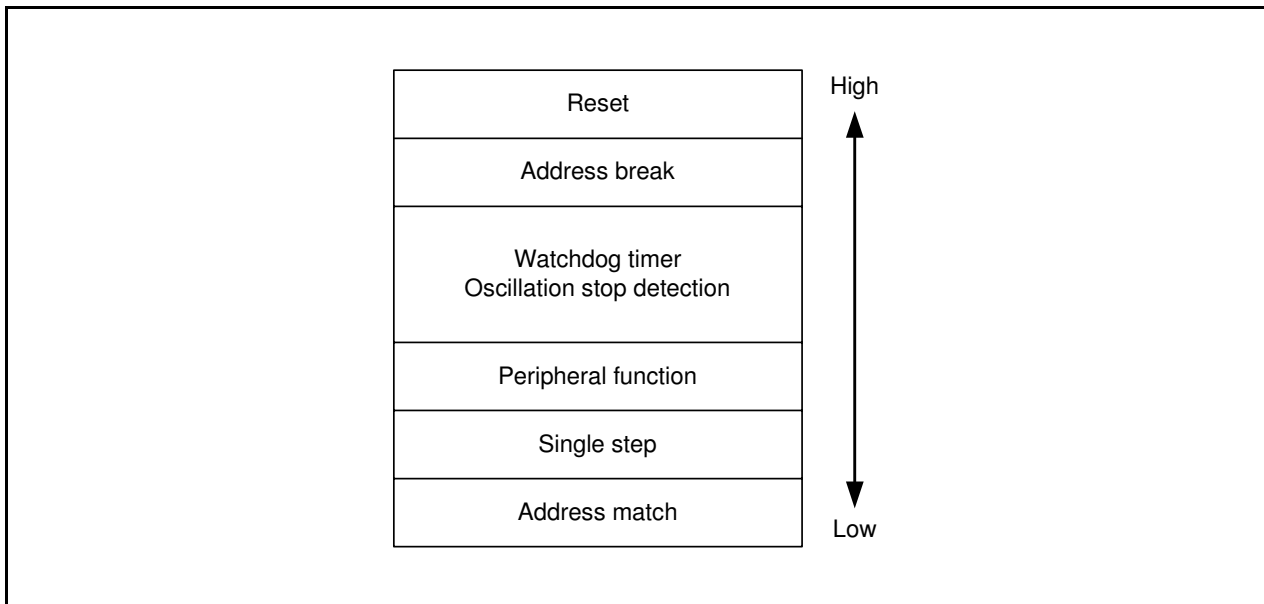 Reset
High
Address break
Watchdog timer
Oscillation stop detection
Peripheral function
Single step
Address match
Low